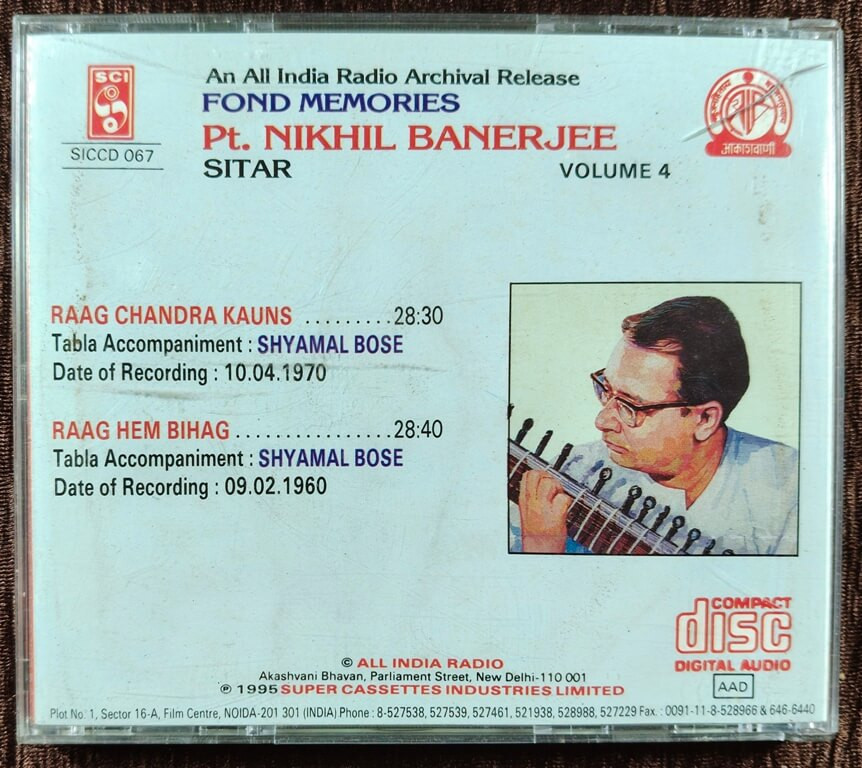 SCI
SICCD 067
An All India Radio Archival Release
FOND MEMORIES
Pt. NIKHIL BANERJEE
SITAR
VOLUME 4
आकाशवाणी
RAAG CHANDRA KAUNS .........28:30
Tabla Accompaniment : SHYAMAL BOSE
Date of Recording : 10.04.1970
RAAG HEM BIHAG ................28:40
Tabla Accompaniment : SHYAMAL BOSE
Date of Recording : 09.02.1960
COMPACT
disc
DIGITAL AUDIO
AAD
© ALL INDIA RADIO
Akashvani Bhavan, Parliament Street, New Delhi-110 001
℗ 1995 SUPER CASSETTES INDUSTRIES LIMITED
Plot No. 1, Sector 16-A, Film Centre, NOIDA-201 301 (INDIA) Phone : 8-527538, 527539, 527461, 521938, 528988, 527229 Fax. : 0091-11-8-528966 & 646-6440